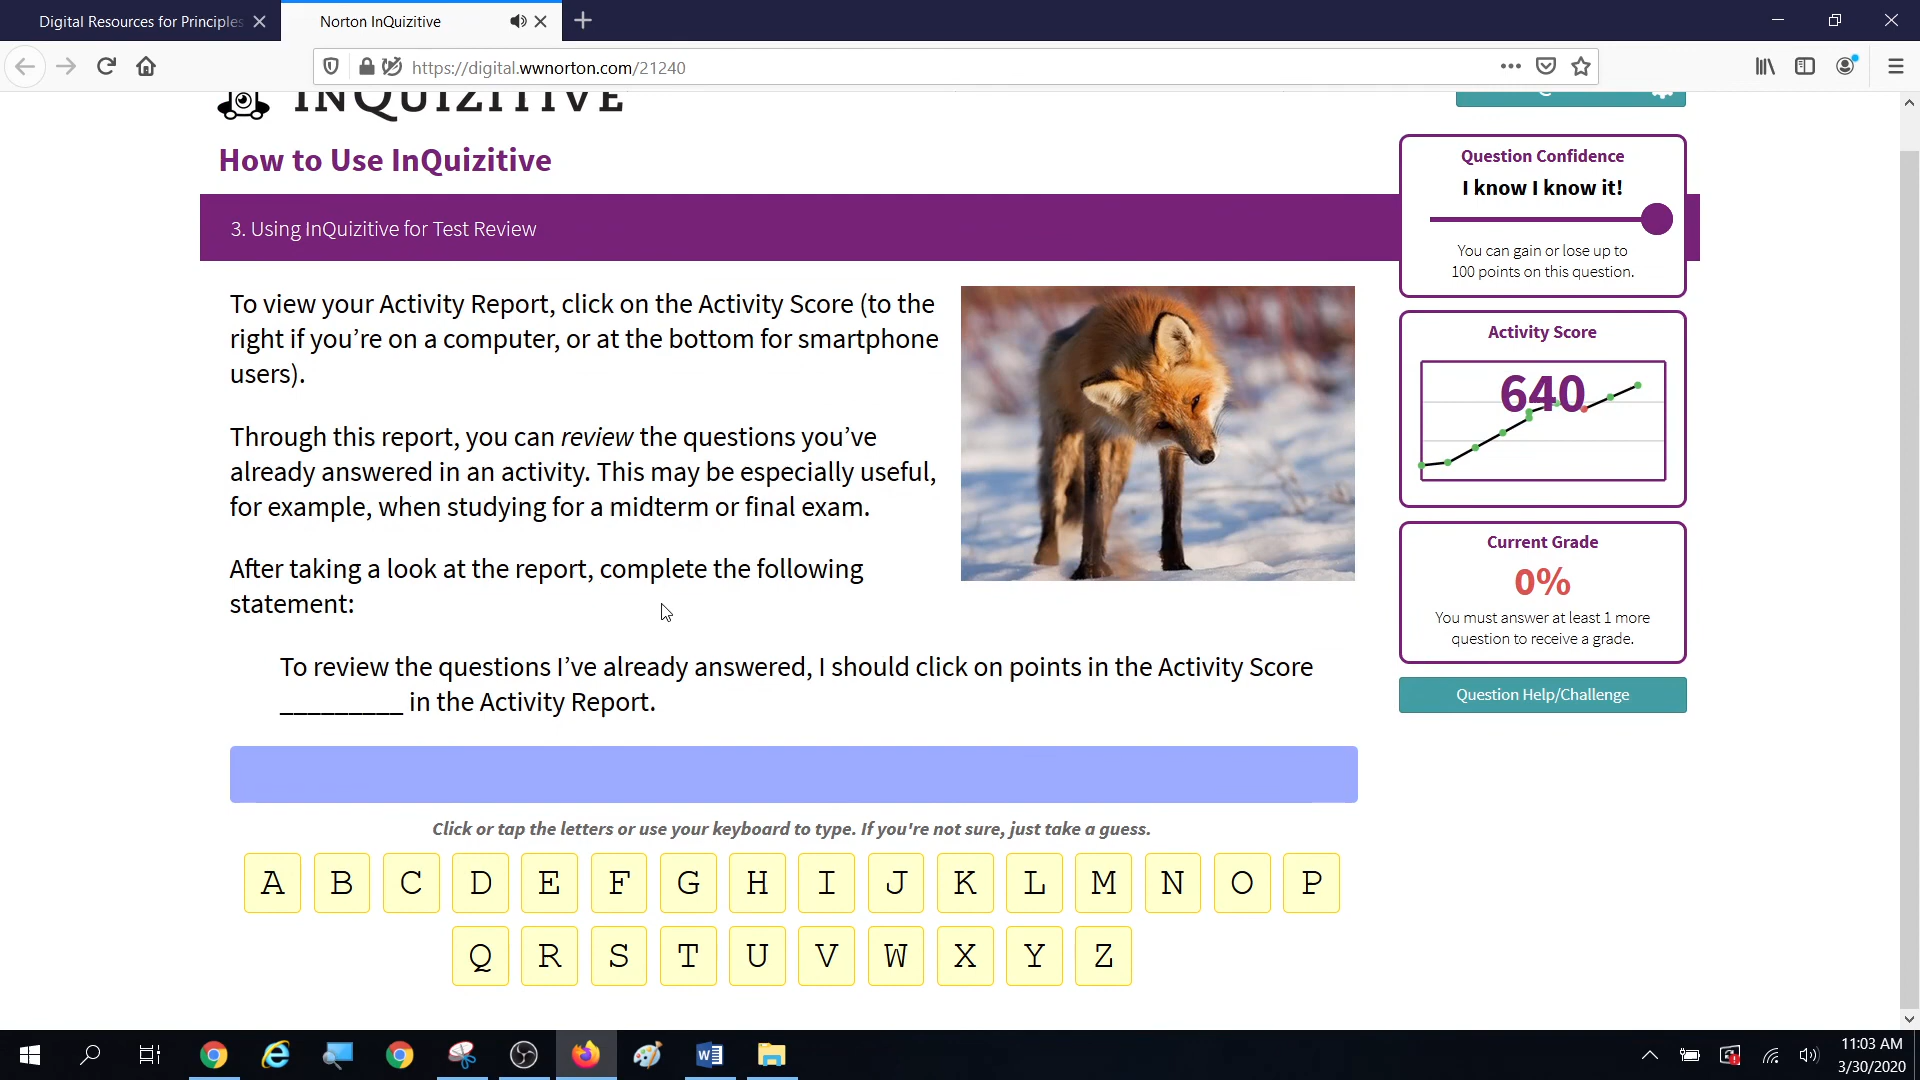 Digital Resources for Principles
Norton InQuizitive
https://digital.wwnorton.com/21240
INQUIZITIVE
How to Use InQuizitive
3. Using InQuizitive for Test Review
To view your Activity Report, click on the Activity Score (to the
right if you’re on a computer, or at the bottom for smartphone
users).
Through this report, you can review the questions you’ve
already answered in an activity. This may be especially useful,
for example, when studying for a midterm or final exam.
After taking a look at the report, complete the following
statement:
To review the questions I’ve already answered, I should click on points in the Activity Score
_________ in the Activity Report.
Click or tap the letters or use your keyboard to type. If you're not sure, just take a guess.
A B C D E F G H I J K L M N O P
Q R S T U V W X Y Z
Question Confidence
I know I know it!
You can gain or lose up to
100 points on this question.
Activity Score
640
Current Grade
0%
You must answer at least 1 more
question to receive a grade.
Question Help/Challenge
11:03 AM
3/30/2020